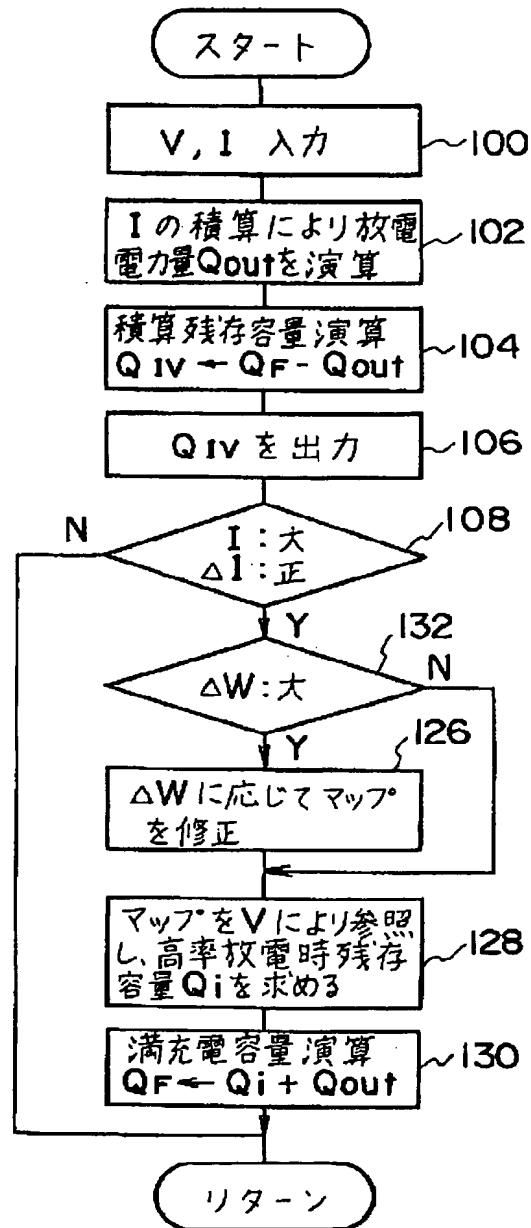 スタート
V, I 入力
100
I の積算により放電
電力量Qoutを演算
102
積算残存容量演算
QIV ← QF - Qout
104
QIVを出力
106
I : 大
ΔI : 正
108
N
Y
132
ΔW : 大
N
Y
126
ΔWに応じてマップ
を修正
マップをVにより参照
し、高率放電時残存
容量Qiを求める
128
満充電容量演算
QF ← Qi + Qout
130
リターン